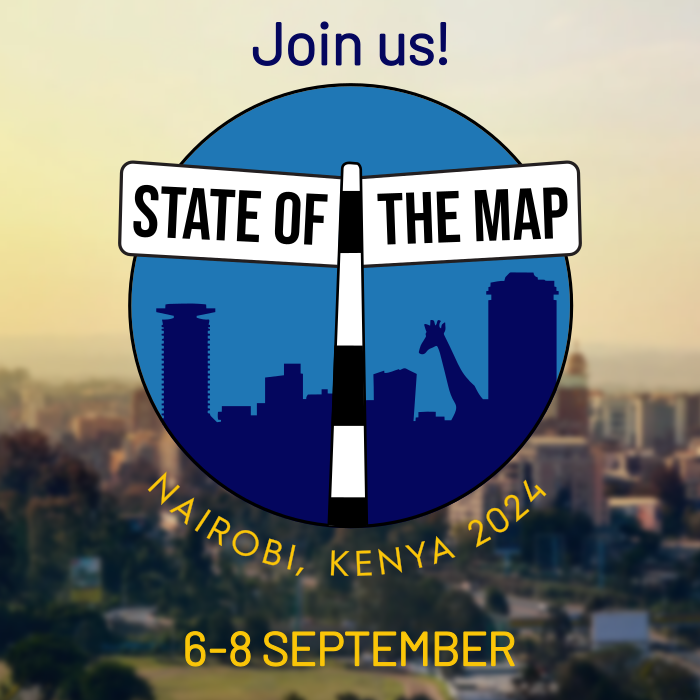 Join us!
STATE OF THE MAP
NAIROBI, KENYA 2024
6-8 SEPTEMBER